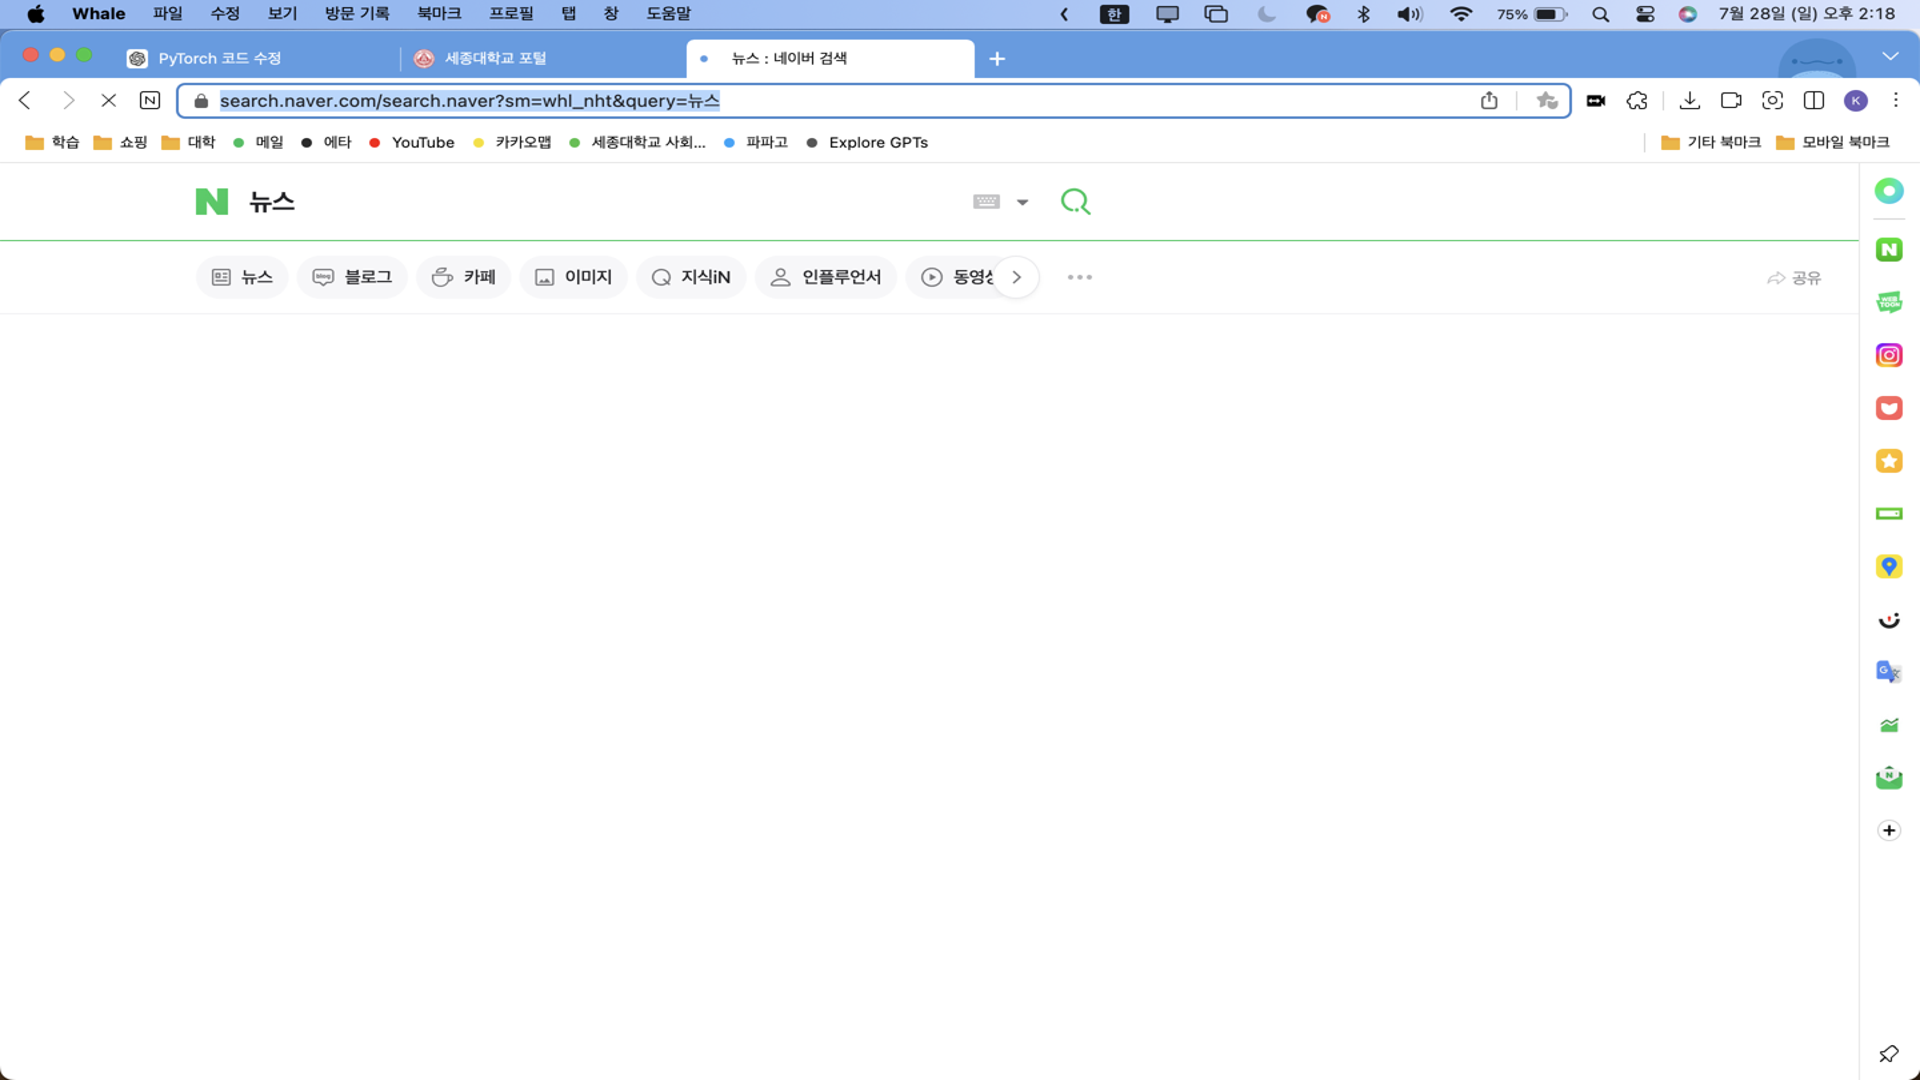 Whale 파일 수정 보기 방문 기록 북마크 프로필 탭 창 도움말 한 N 75% 7월 28일 (일) 오후 2:18
PyTorch 코드 수정 세종대학교 포털 뉴스 : 네이버 검색
N search.naver.com/search.naver?sm=whl_nht&query=뉴스 K
학습 쇼핑 대학 메일 에타 YouTube 카카오맵 세종대학교 사회... 파파고 Explore GPTs 기타 북마크 모바일 북마크
N 뉴스
뉴스 블로그 카페 이미지 지식iN 인플루언서 동영상 공유
N
WEB
TOON
G 文
N